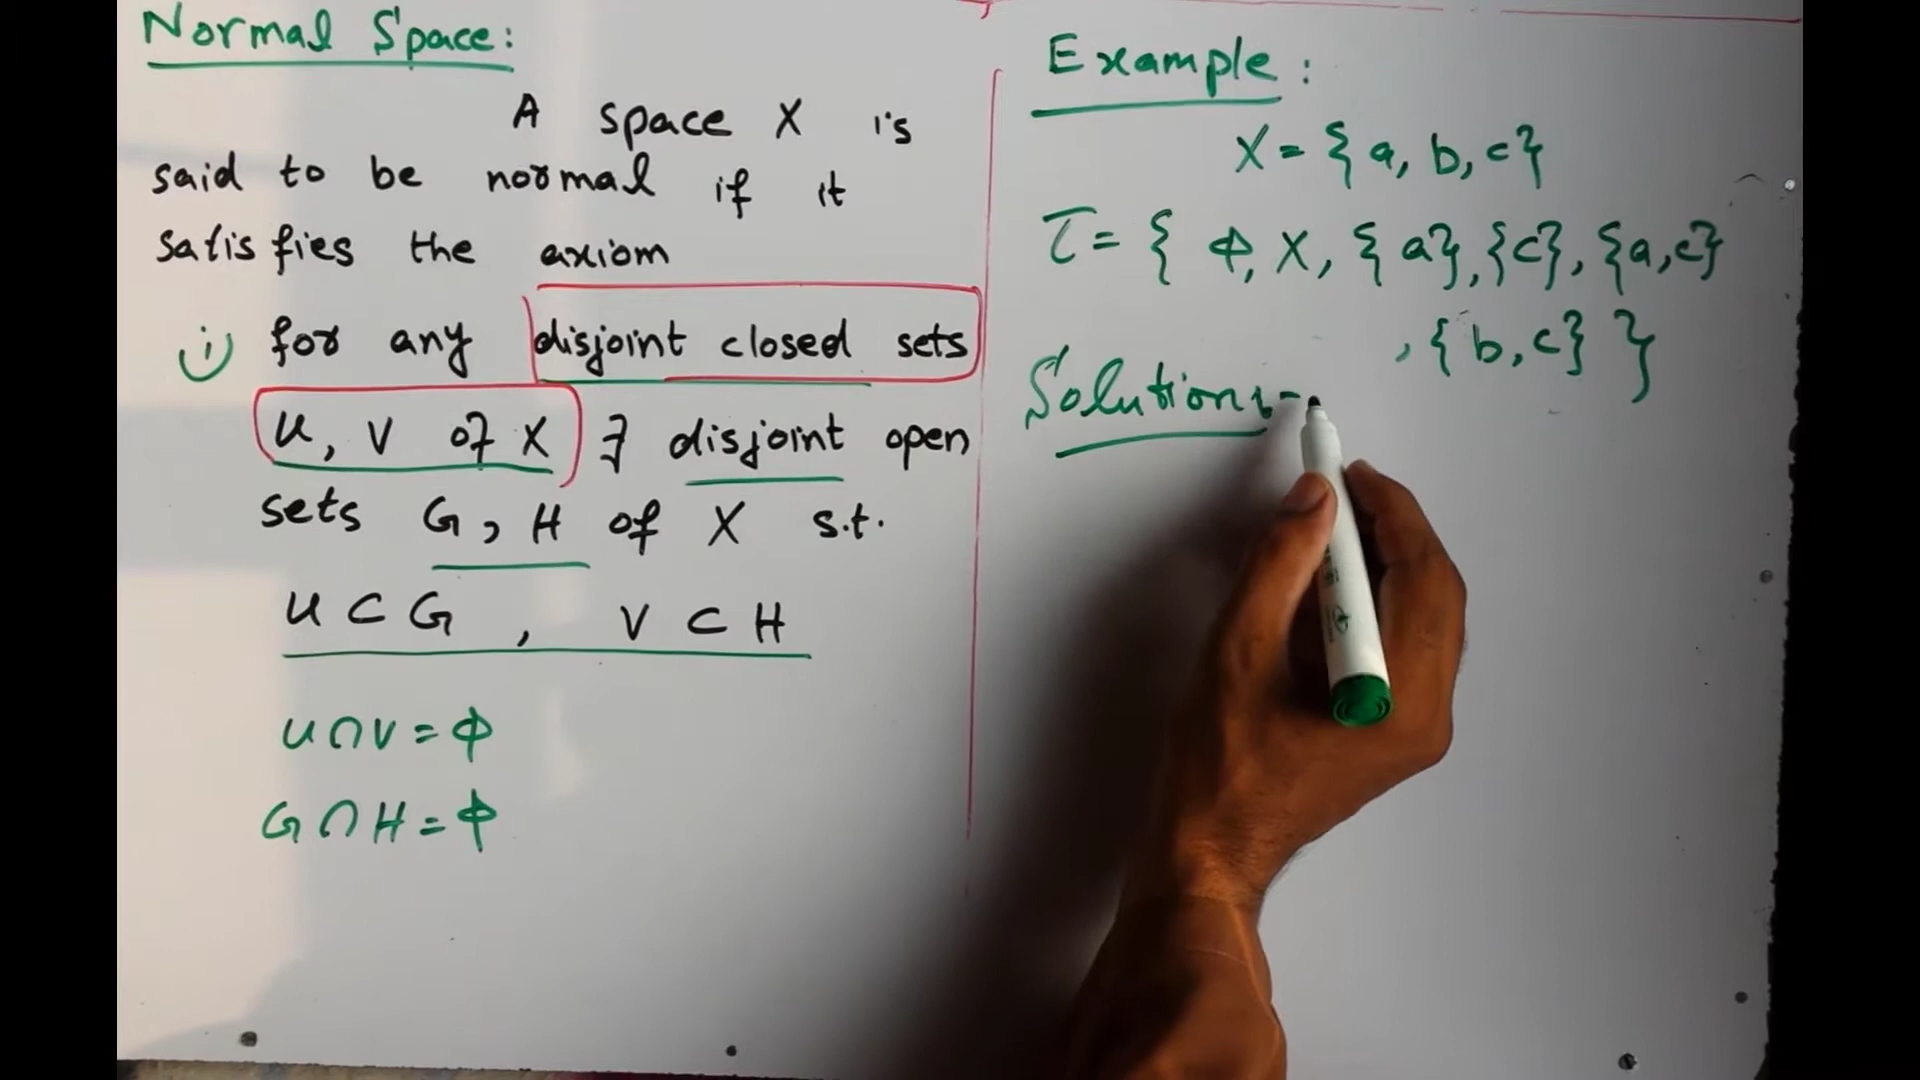 Normal Space:
A space X is
said to be normal if it
satisfies the axiom
i) for any disjoint closed sets
U, V of X ∃ disjoint open
sets G, H of X s.t.
U ⊂ G , V ⊂ H
U ∩ V = ϕ
G ∩ H = ϕ
Example :
X = { a, b, c}
τ = { ϕ, X, { a}, {c}, {a, c}
, { b, c} }
Solution :-